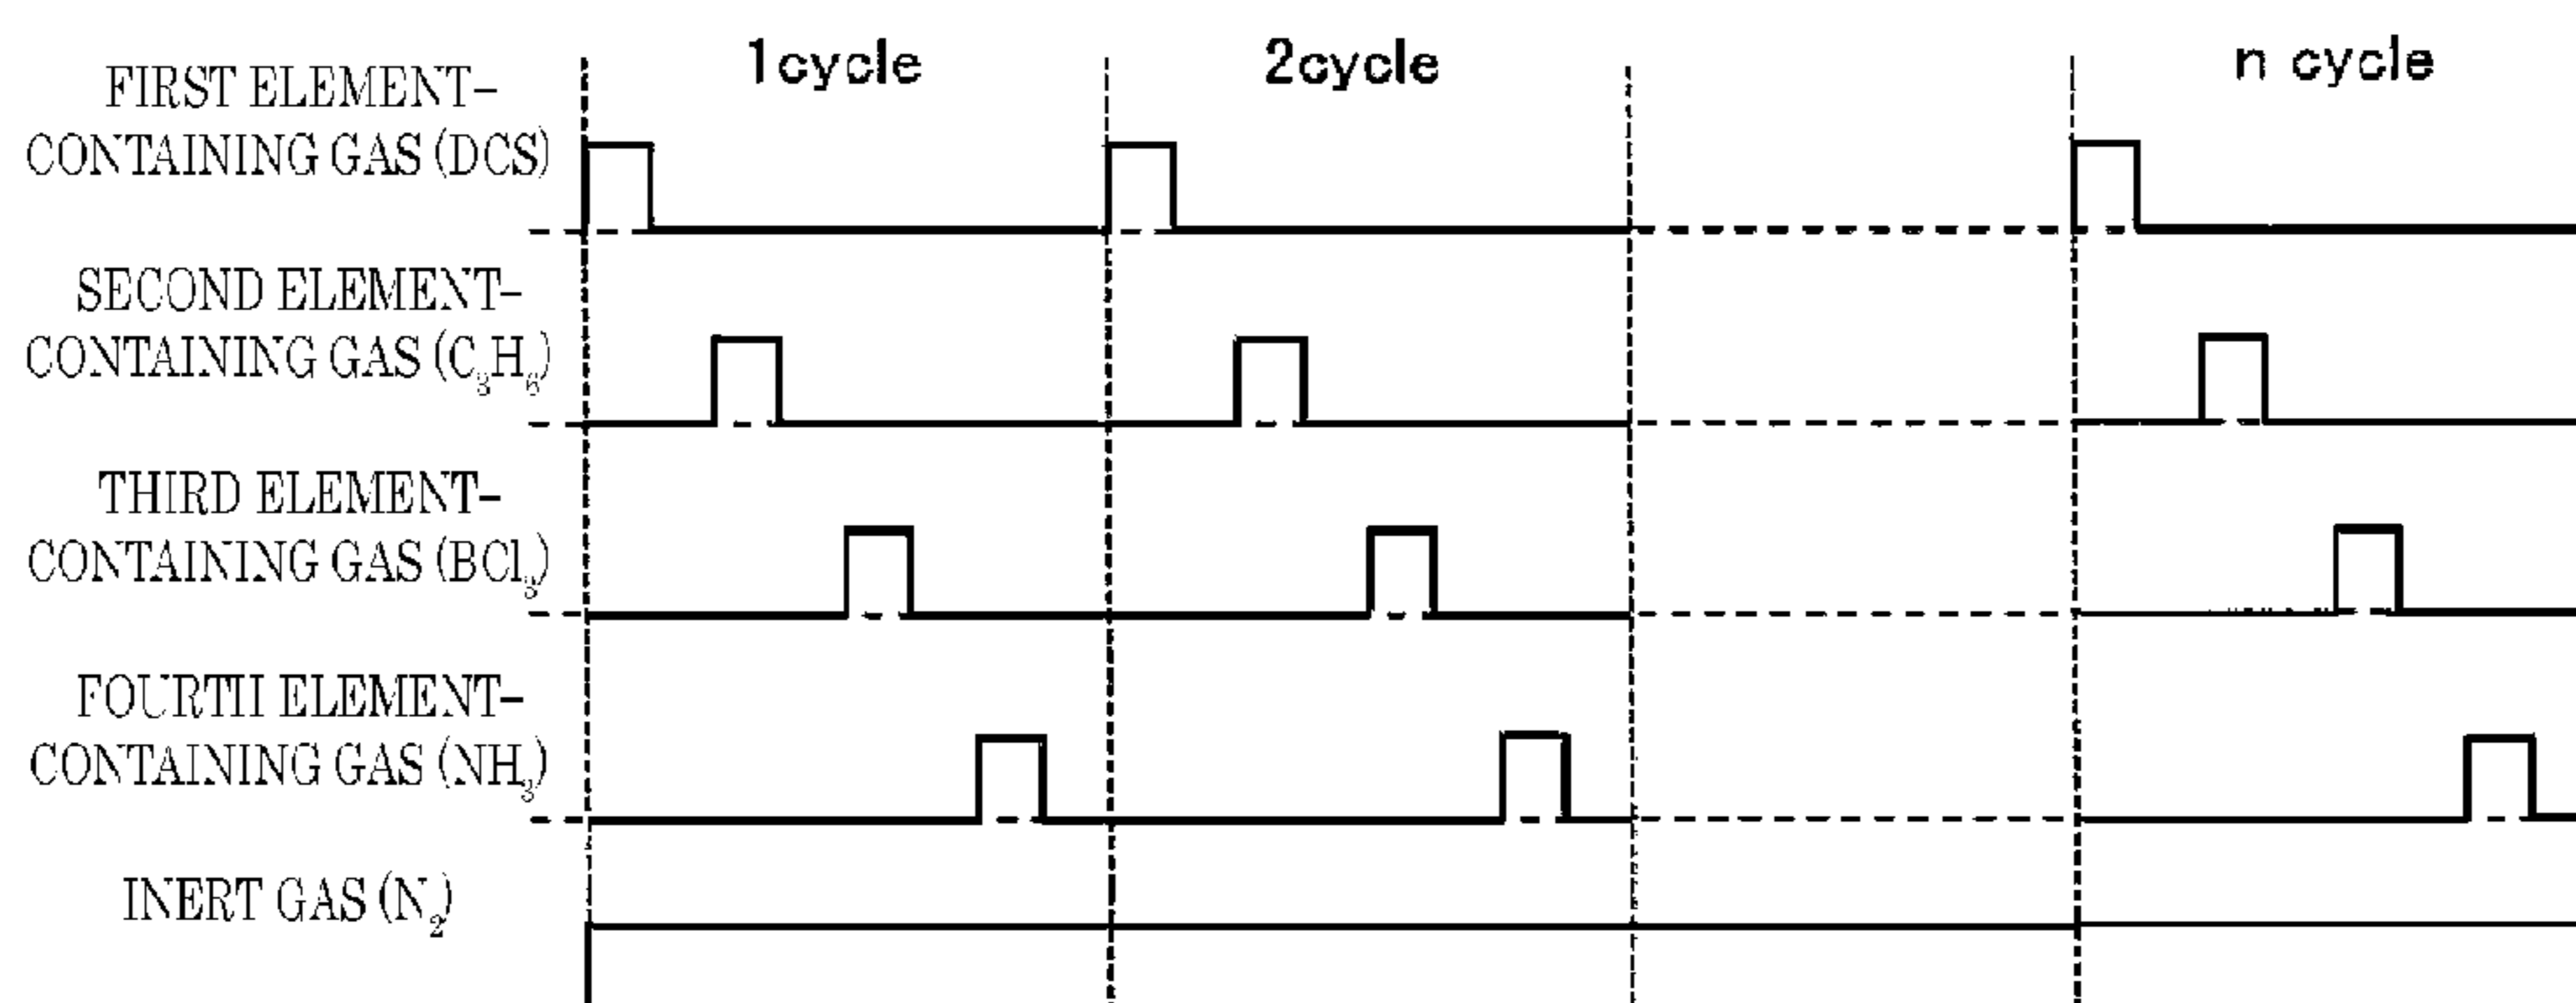 1cycle 2cycle n cycle
FIRST ELEMENT–
CONTAINING GAS (DCS)
SECOND ELEMENT–
CONTAINING GAS (C₃H₆)
THIRD ELEMENT–
CONTAINING GAS (BCl₃)
FOURTH ELEMENT–
CONTAINING GAS (NH₃)
INERT GAS (N₂)